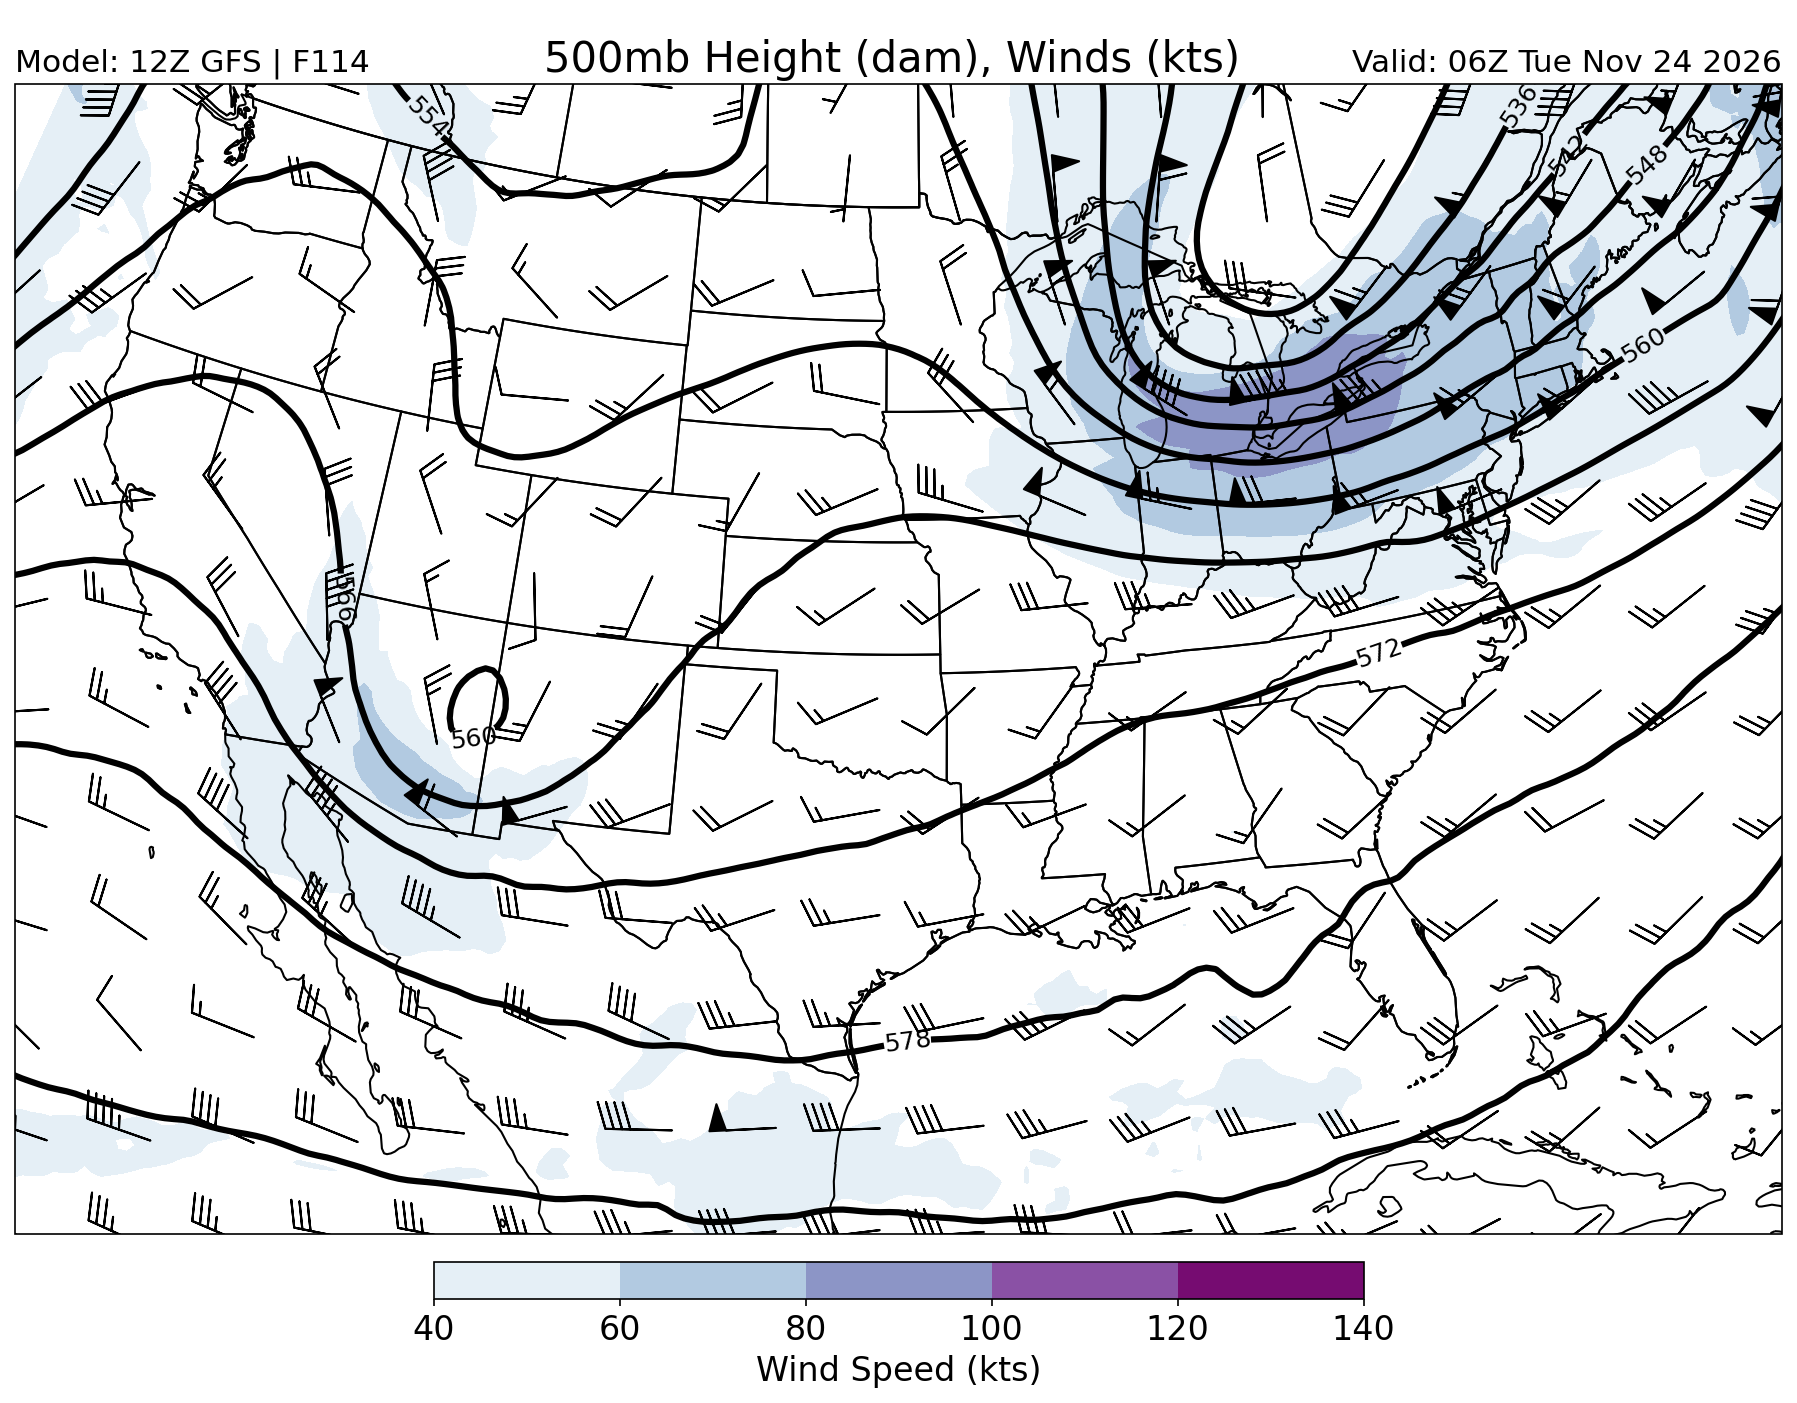 Model: 12Z GFS | F114
500mb Height (dam), Winds (kts)
Valid: 06Z Tue Nov 24 2026
554
536
542
548
560
566
572
560
578
40 60 80 100 120 140
Wind Speed (kts)